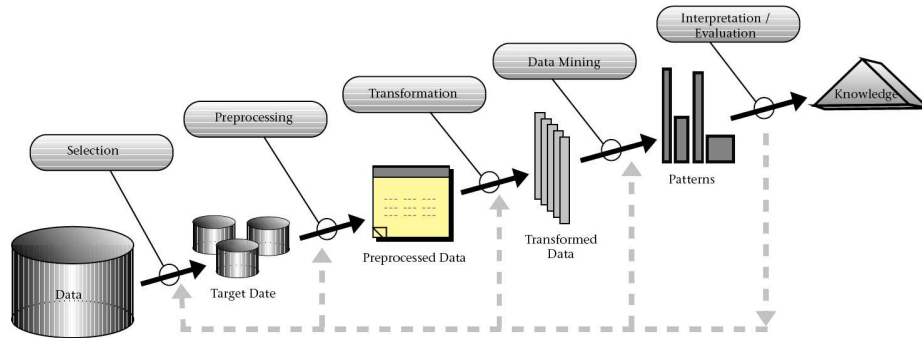 Interpretation /
Evaluation
Data Mining
Transformation
Preprocessing
Selection
Knowledge
Patterns
Transformed
Data
Preprocessed Data
Target Date
Data